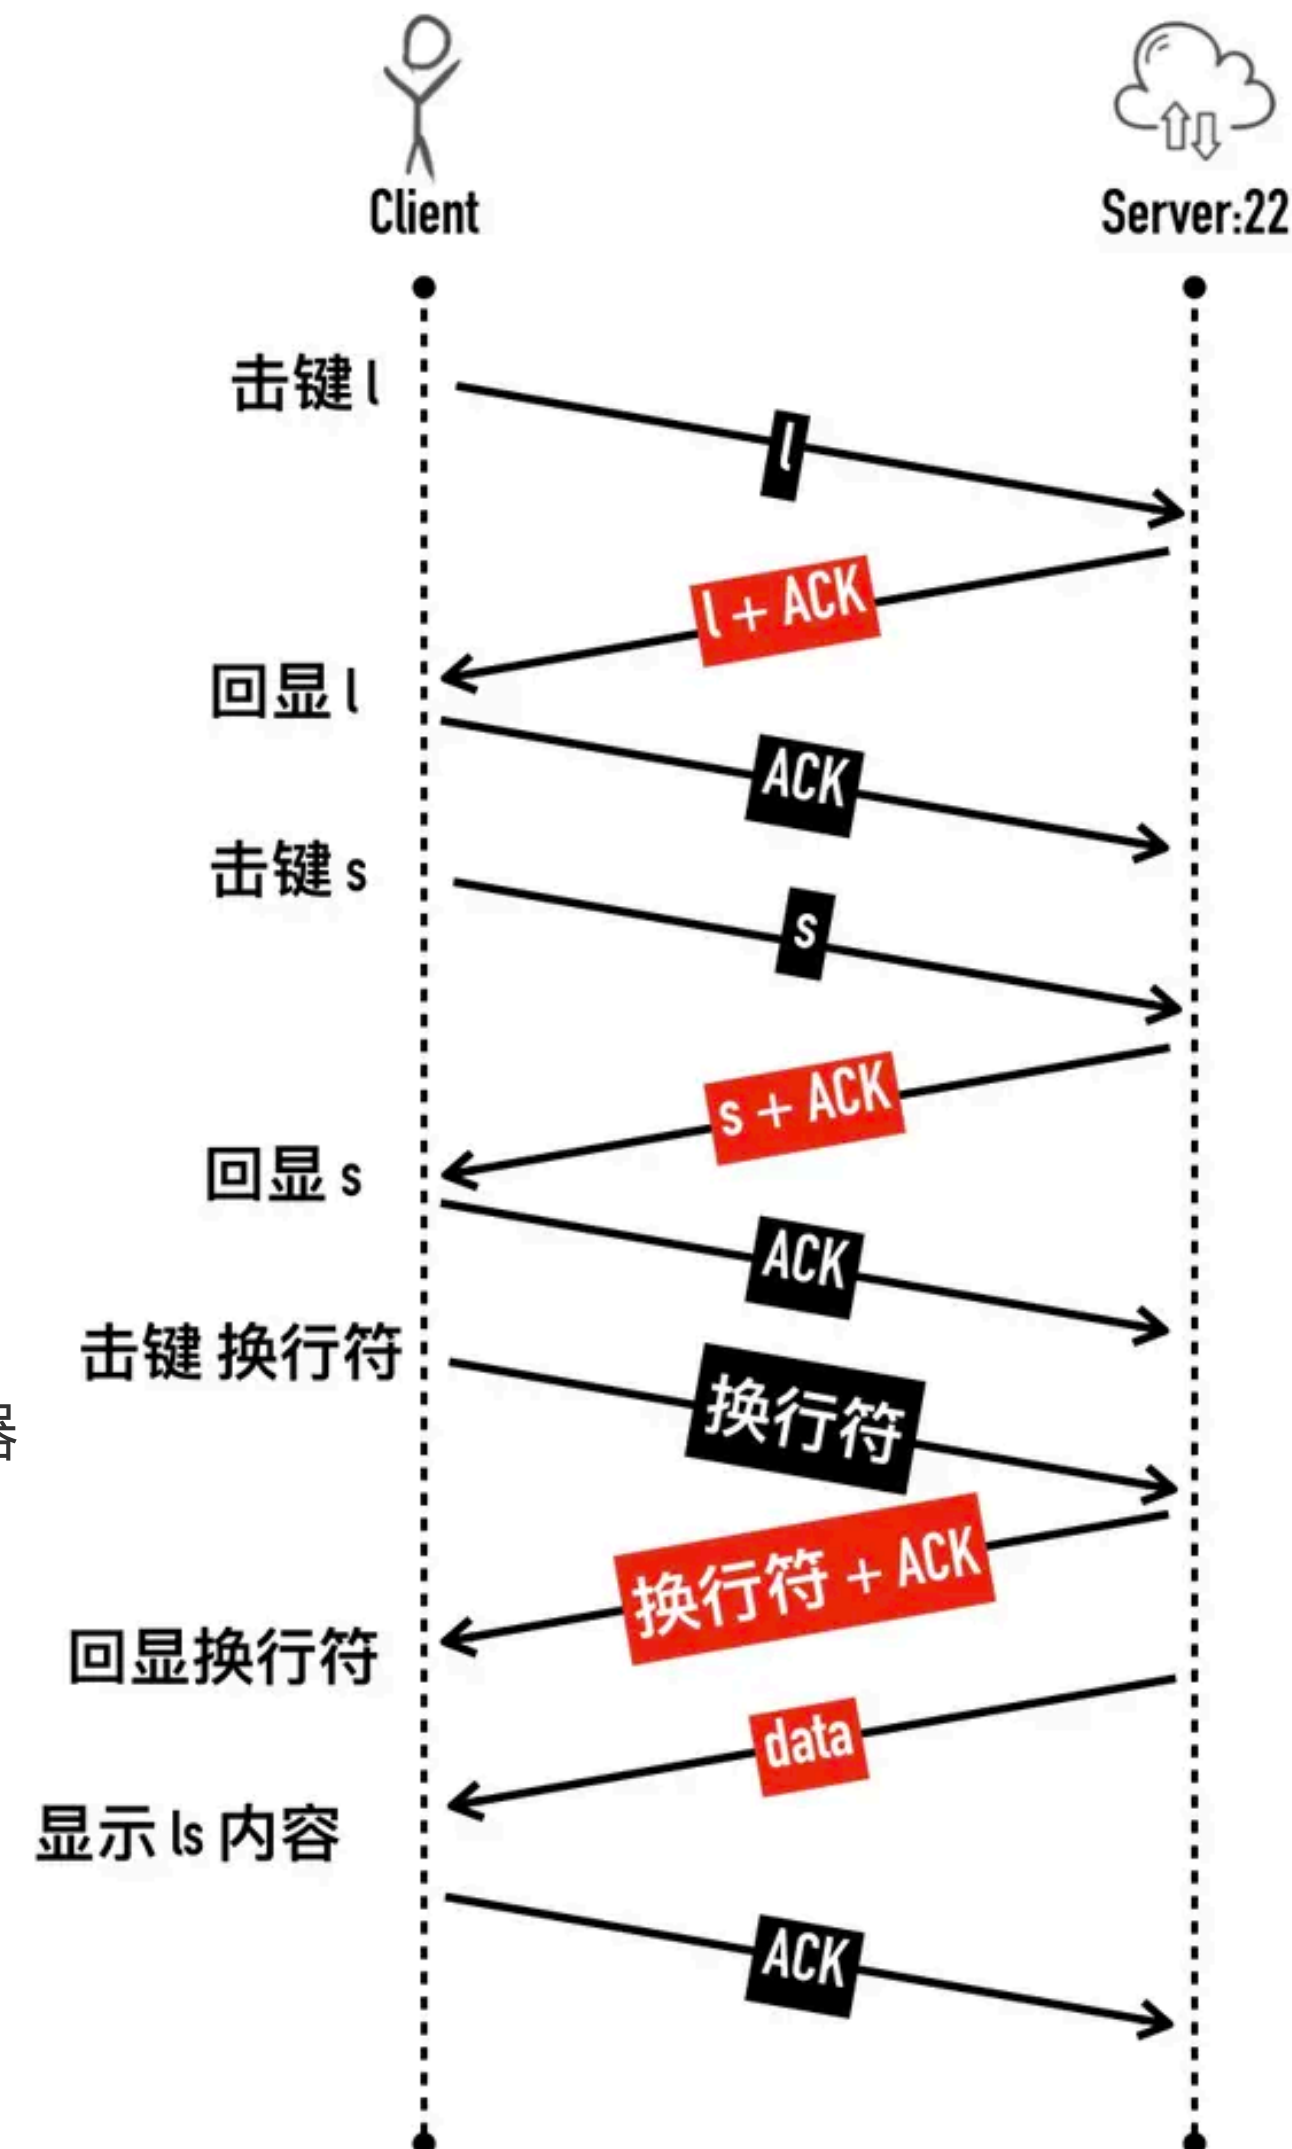 Client
Server:22
击键 l
l
l + ACK
回显 l
ACK
击键 s
s
s + ACK
回显 s
ACK
击键 换行符
换行符
器
换行符 + ACK
回显换行符
data
显示 ls 内容
ACK